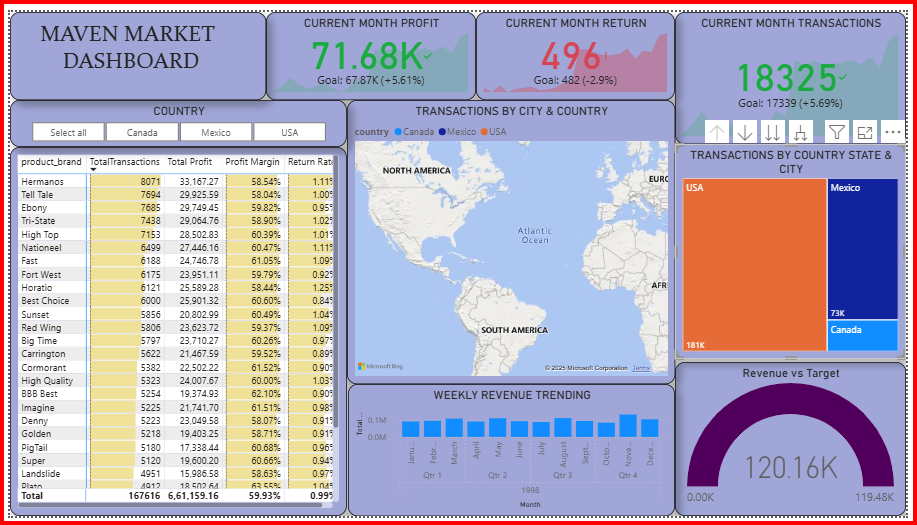 MAVEN MARKET
DASHBOARD
CURRENT MONTH PROFIT
71.68K
Goal: 67.87K (+5.61%)
CURRENT MONTH RETURN
496
Goal: 482 (-2.9%)
CURRENT MONTH TRANSACTIONS
18325
Goal: 17339 (+5.69%)
COUNTRY
Select all Canada Mexico USA
product_brand TotalTransactions Total Profit Profit Margin Return Rate
Hermanos 8071 33,167.27 58.54% 1.11%
Tell Tale 7694 29,925.59 58.04% 1.00%
Ebony 7685 29,749.45 59.82% 0.95%
Tri-State 7438 29,064.76 58.90% 1.02%
High Top 7153 28,502.83 60.39% 1.01%
Nationeel 6499 27,446.16 60.47% 1.11%
Fast 6188 24,746.78 61.05% 1.09%
Fort West 6175 23,951.11 59.79% 0.92%
Horatio 6121 25,589.28 58.44% 1.25%
Best Choice 6000 25,901.32 60.60% 0.84%
Sunset 5856 20,802.99 60.49% 1.04%
Red Wing 5806 23,623.72 59.37% 1.09%
Big Time 5797 23,710.27 60.26% 0.97%
Carrington 5622 21,467.59 59.52% 0.89%
Cormorant 5382 22,502.22 61.52% 0.90%
High Quality 5323 24,007.67 60.00% 1.03%
BBB Best 5254 19,374.93 62.10% 0.90%
Imagine 5225 21,741.70 61.51% 0.98%
Denny 5223 23,049.58 58.07% 0.91%
Golden 5218 19,403.25 58.71% 0.91%
PigTail 5180 17,338.44 60.68% 0.96%
Super 5120 19,600.20 60.66% 0.94%
Landslide 4951 15,986.58 58.63% 0.97%
Plato 4912 18,502.64 63.55% 1.04%
Total 167616 6,61,159.16 59.93% 0.99%
TRANSACTIONS BY CITY & COUNTRY
country Canada Mexico USA
NORTH AMERICA
EURO
Atlantic
Ocean
AFRI
SOUTH AMERICA
Microsoft Bing
© 2025 Microsoft Corporation Terms
WEEKLY REVENUE TRENDING
Total...
0.1M
0.0M
Janu... Febr... March April May June July August Sept... Octo... Nove... Dece...
Qtr 1 Qtr 2 Qtr 3 Qtr 4
1998
Month
TRANSACTIONS BY COUNTRY STATE &
CITY
USA
181K
Mexico
73K
Canada
Revenue vs Target
120.16K
0.00K 119.48K